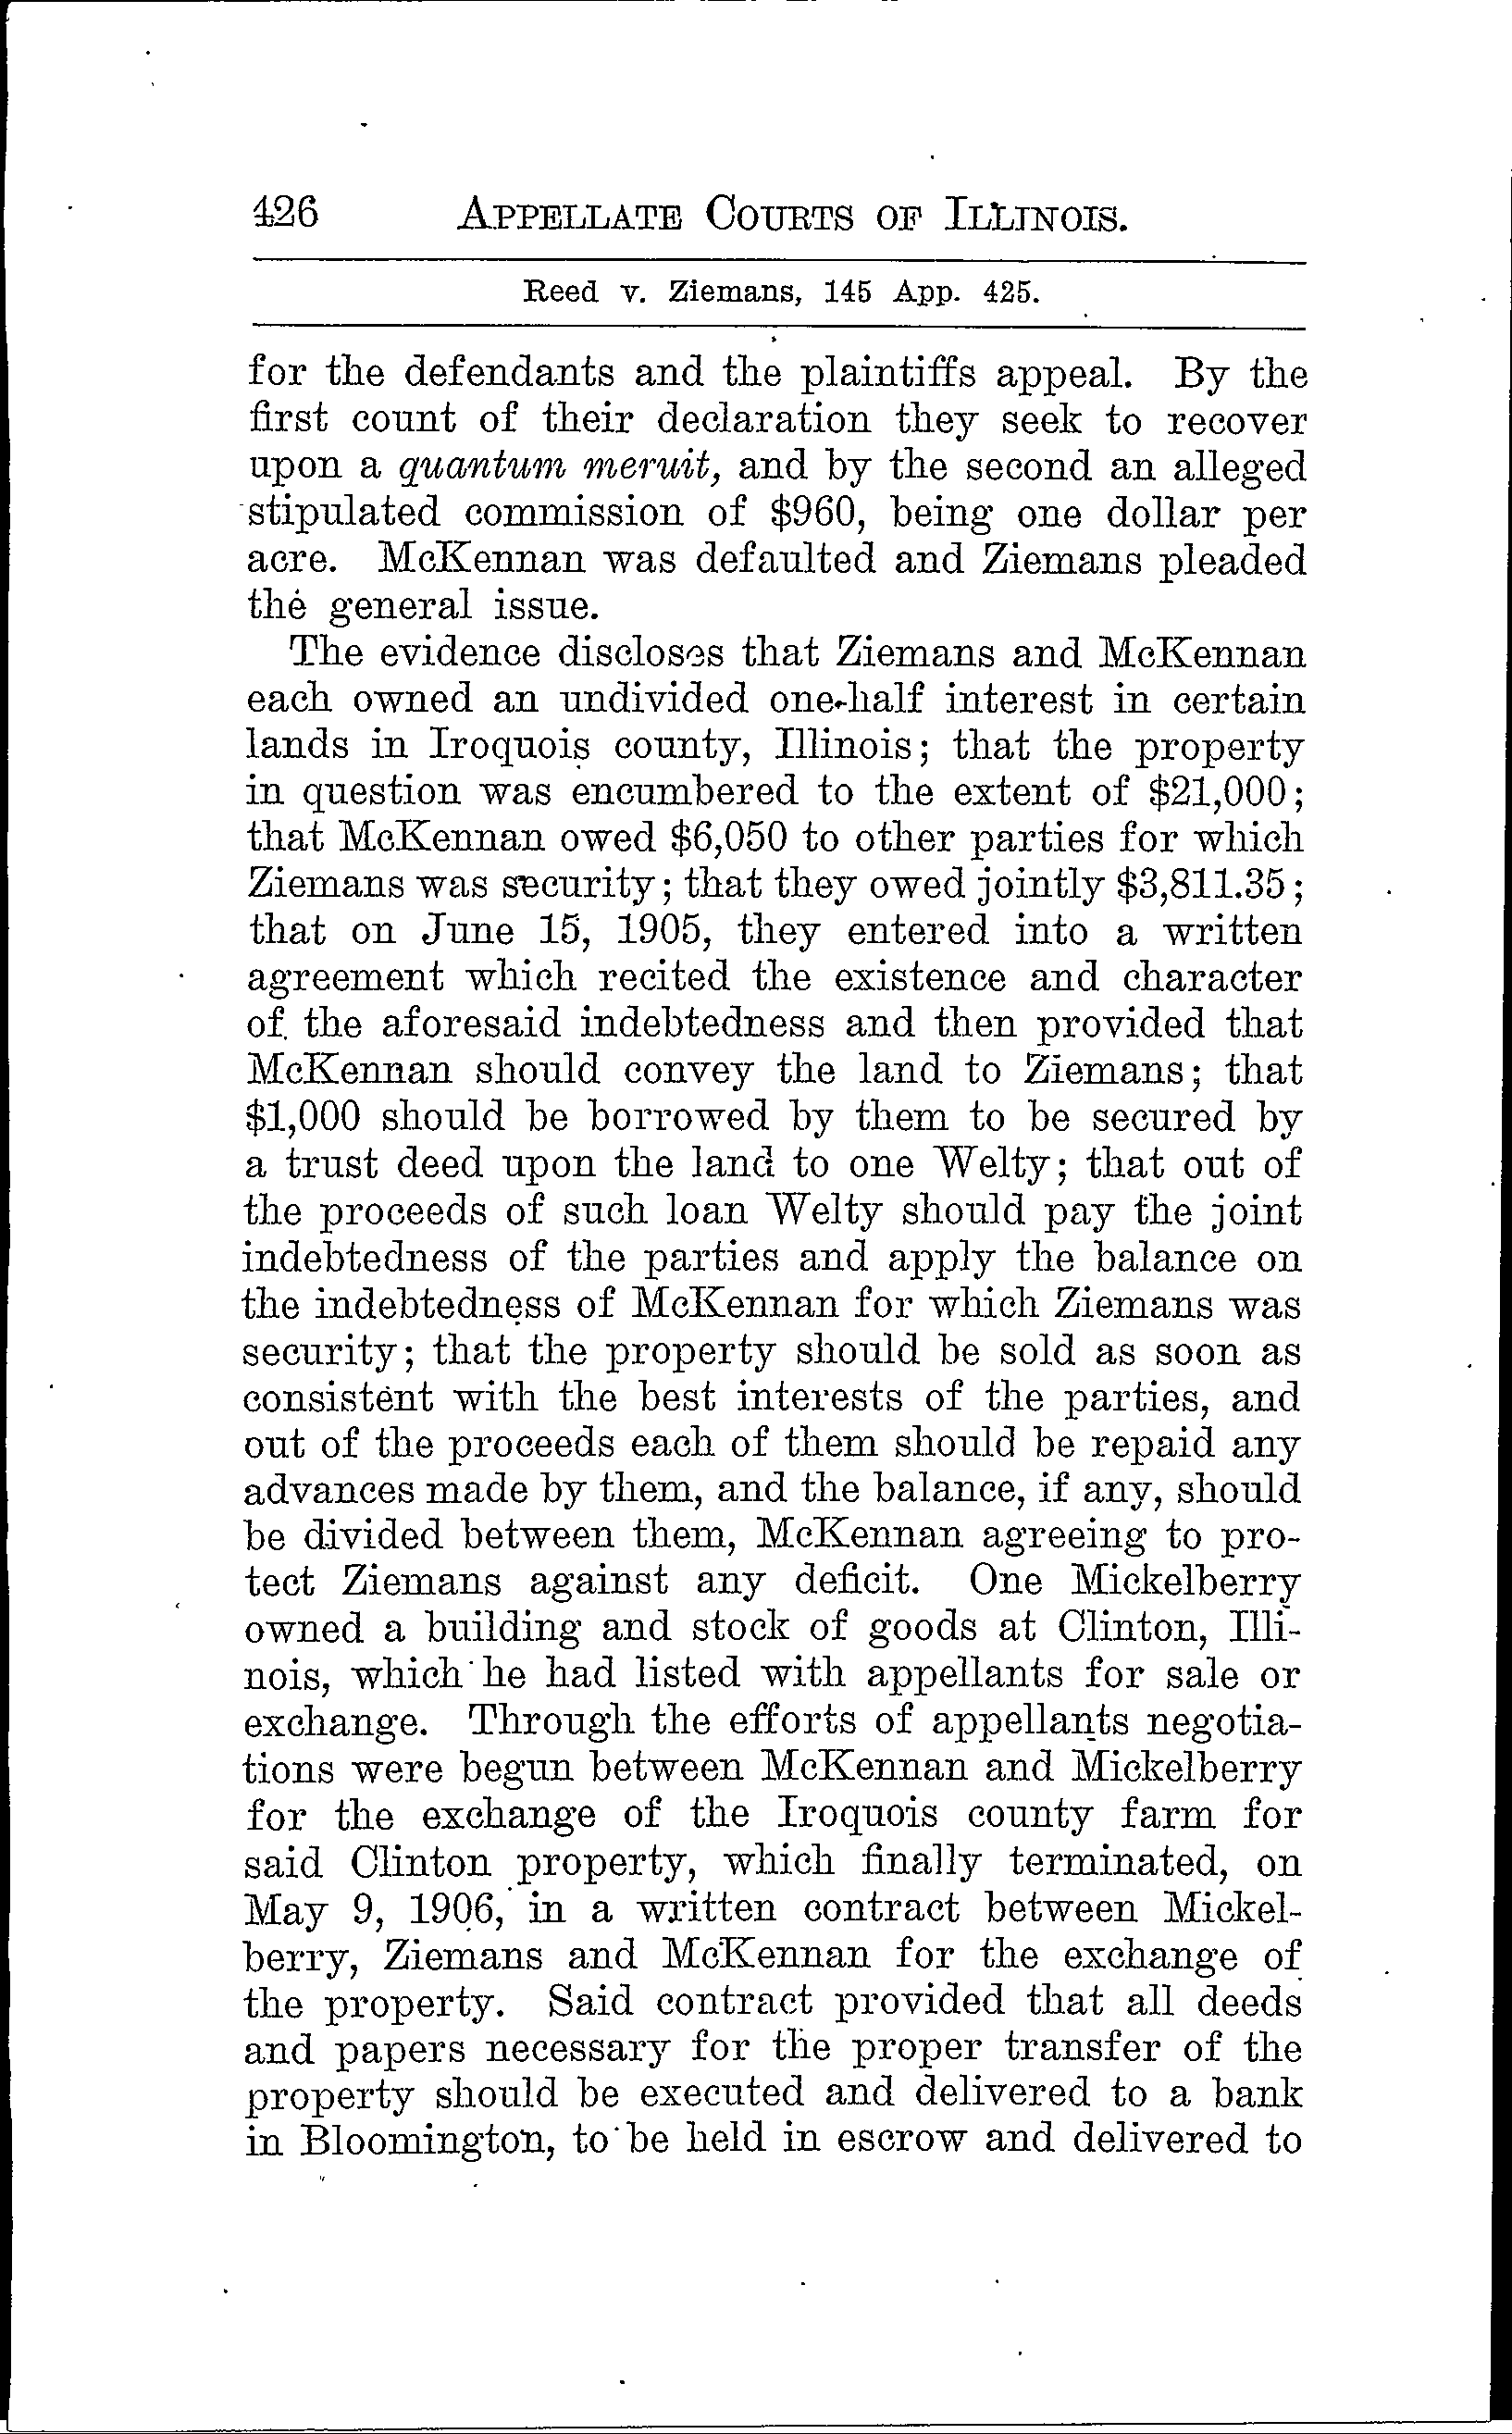 426 APPELLATE COURTS OF ILLINOIS.
Reed v. Ziemans, 145 App. 425.
for the defendants and the plaintiffs appeal. By the
first count of their declaration they seek to recover
upon a quantum meruit, and by the second an alleged
stipulated commission of $960, being one dollar per
acre. McKennan was defaulted and Ziemans pleaded
the general issue.
The evidence discloses that Ziemans and McKennan
each owned an undivided one-half interest in certain
lands in Iroquois county, Illinois; that the property
in question was encumbered to the extent of $21,000;
that McKennan owed $6,050 to other parties for which
Ziemans was security; that they owed jointly $3,811.35;
that on June 15, 1905, they entered into a written
agreement which recited the existence and character
of the aforesaid indebtedness and then provided that
McKennan should convey the land to Ziemans; that
$1,000 should be borrowed by them to be secured by
a trust deed upon the land to one Welty; that out of
the proceeds of such loan Welty should pay the joint
indebtedness of the parties and apply the balance on
the indebtedness of McKennan for which Ziemans was
security; that the property should be sold as soon as
consistent with the best interests of the parties, and
out of the proceeds each of them should be repaid any
advances made by them, and the balance, if any, should
be divided between them, McKennan agreeing to pro-
tect Ziemans against any deficit. One Mickelberry
owned a building and stock of goods at Clinton, Illi-
nois, which he had listed with appellants for sale or
exchange. Through the efforts of appellants negotia-
tions were begun between McKennan and Mickelberry
for the exchange of the Iroquois county farm for
said Clinton property, which finally terminated, on
May 9, 1906, in a written contract between Mickel-
berry, Ziemans and McKennan for the exchange of
the property. Said contract provided that all deeds
and papers necessary for the proper transfer of the
property should be executed and delivered to a bank
in Bloomington, to be held in escrow and delivered to